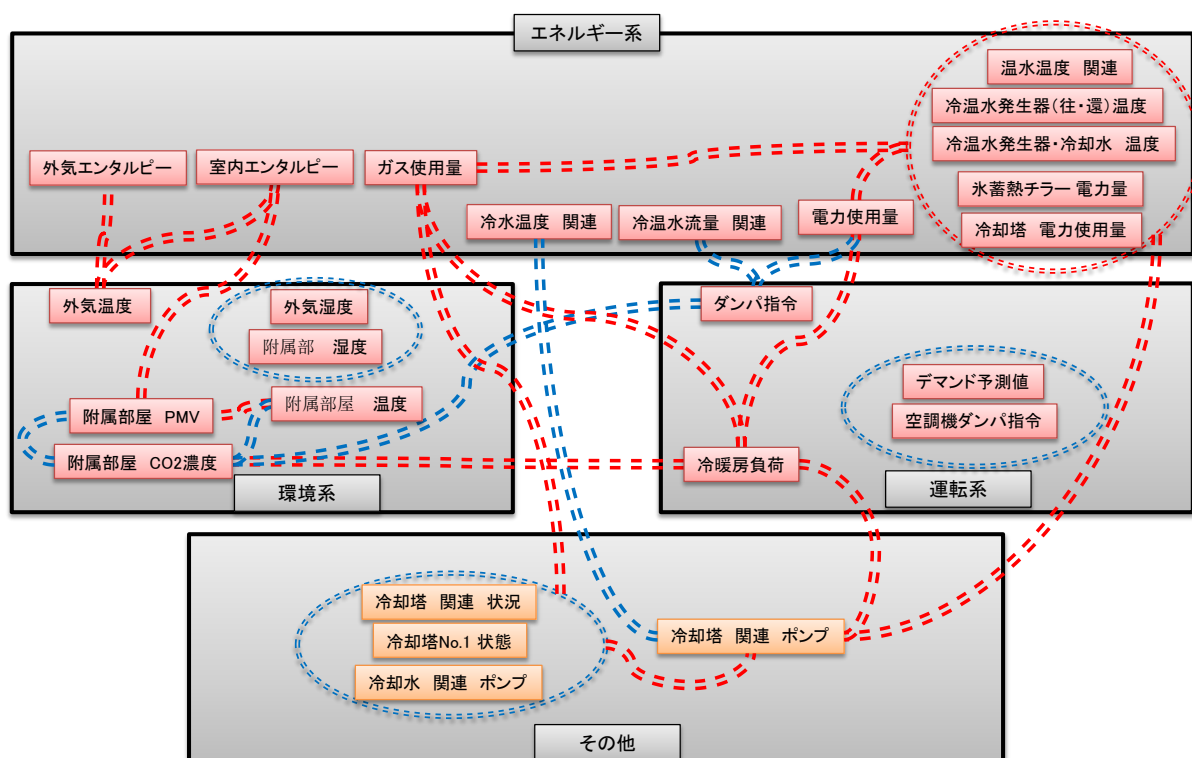 エネルギー系
温水温度 関連
冷温水発生器(往・還)温度
冷温水発生器・冷却水 温度
氷蓄熱チラー 電力量
冷却塔 電力使用量
外気エンタルピー
室内エンタルピー
ガス使用量
冷水温度 関連
冷温水流量 関連
電力使用量
外気温度
外気湿度
附属部 湿度
附属部屋 温度
附属部屋 PMV
附属部屋 CO2濃度
環境系
ダンパ指令
デマンド予測値
空調機ダンパ指令
冷暖房負荷
運転系
冷却塔 関連 状況
冷却塔No.1 状態
冷却水 関連 ポンプ
冷却塔 関連 ポンプ
その他